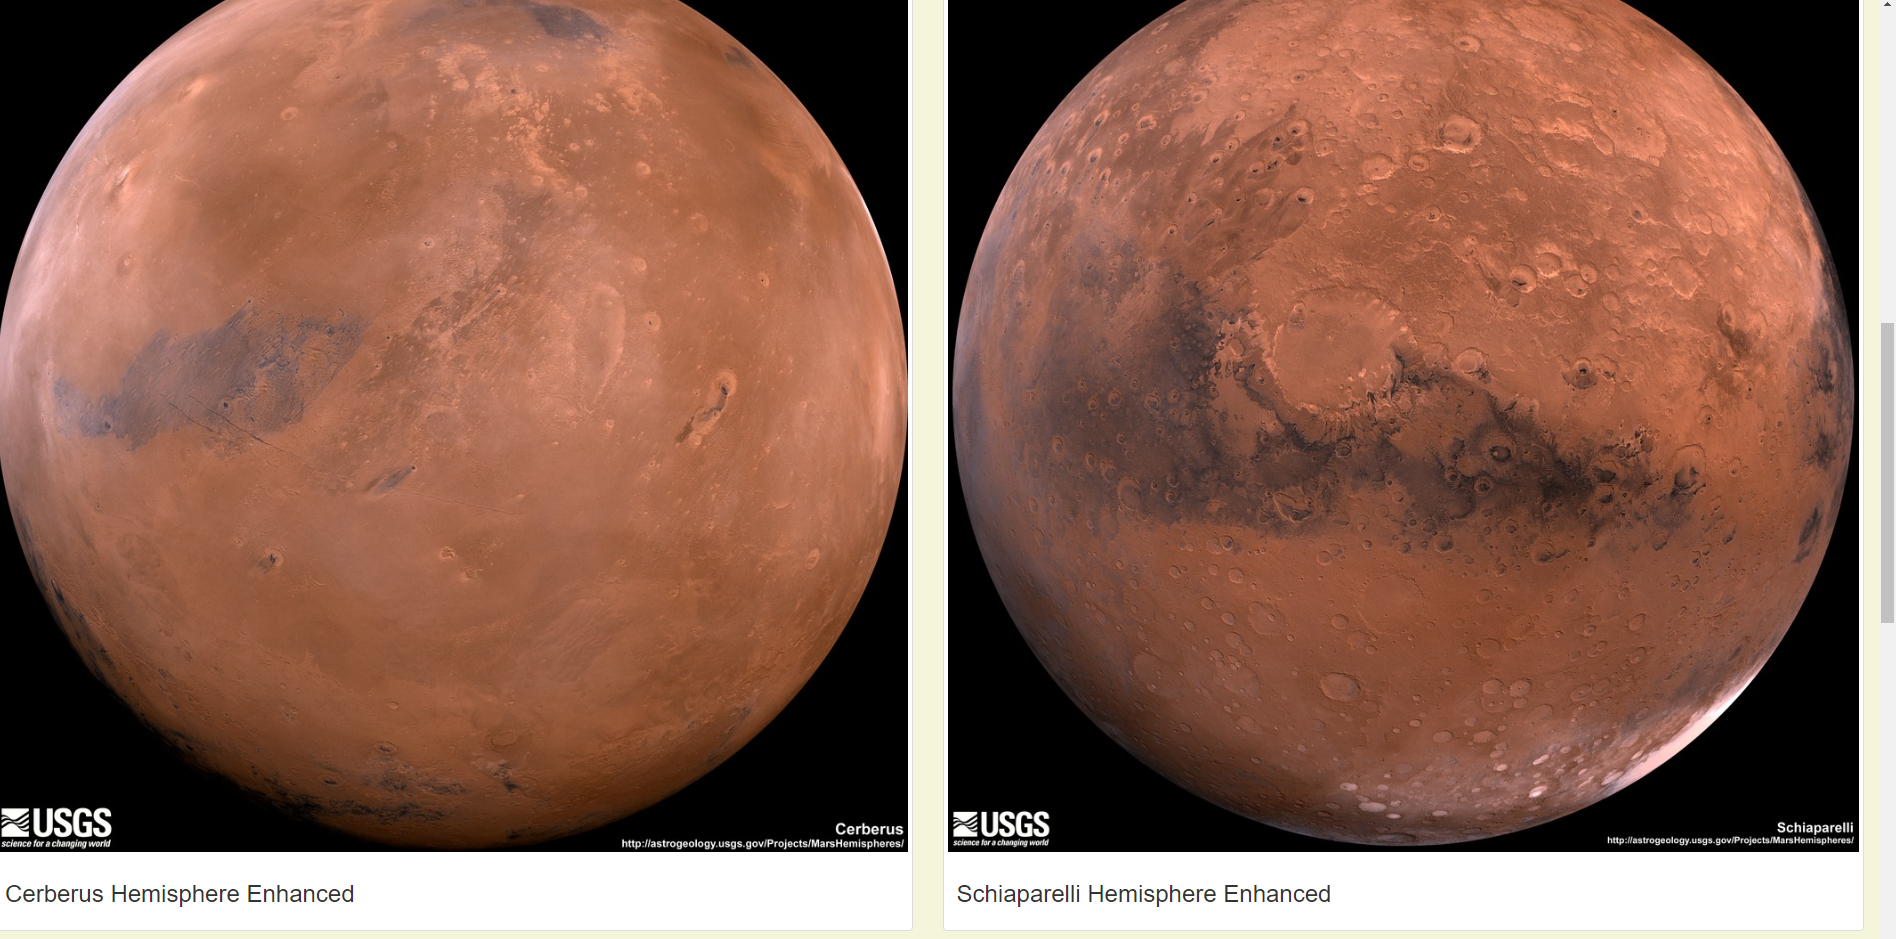 USGS
science for a changing world
Cerberus
http://astrogeology.usgs.gov/Projects/MarsHemispheres/
Cerberus Hemisphere Enhanced
USGS
science for a changing world
Schiaparelli
http://astrogeology.usgs.gov/Projects/MarsHemispheres/
Schiaparelli Hemisphere Enhanced